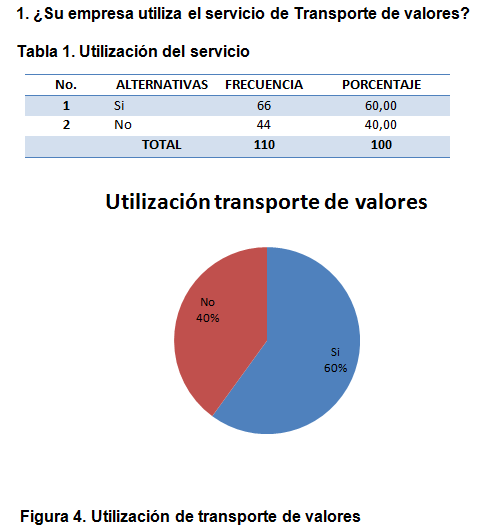 1. ¿Su empresa utiliza el servicio de Transporte de valores?
Tabla 1. Utilización del servicio
No. ALTERNATIVAS FRECUENCIA PORCENTAJE
1 Si 66 60,00
2 No 44 40,00
TOTAL 110 100
Utilización transporte de valores
No
40%
Si
60%
Figura 4. Utilización de transporte de valores